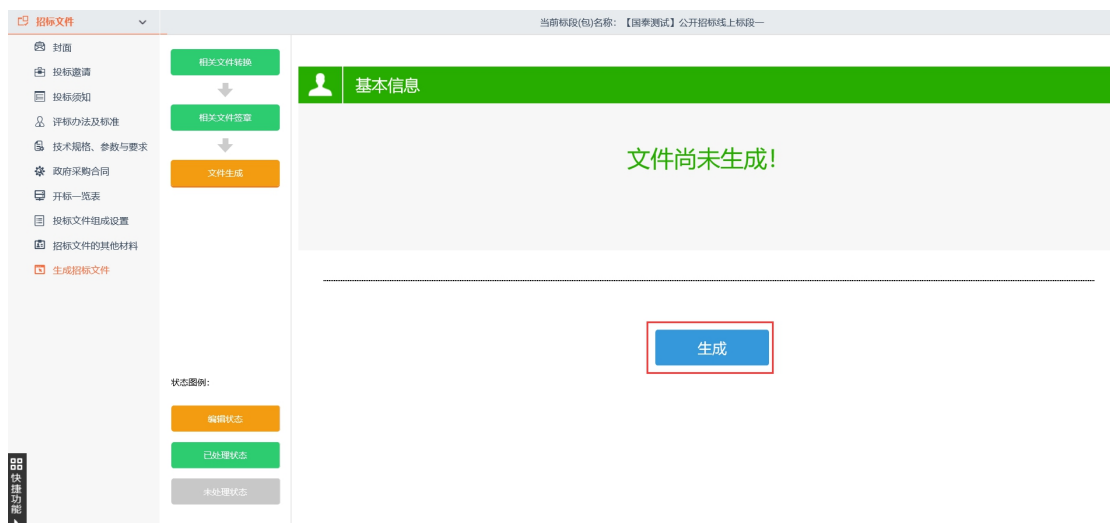 招标文件
当前标段(包)名称：【国泰测试】公开招标线上标段一
封面
投标邀请
投标须知
评标办法及标准
技术规格、参数与要求
政府采购合同
开标一览表
投标文件组成设置
招标文件的其他材料
生成招标文件
相关文件转换
相关文件签章
文件生成
状态图例：
编辑状态
已处理状态
未处理状态
基本信息
文件尚未生成！
生成
快捷功能